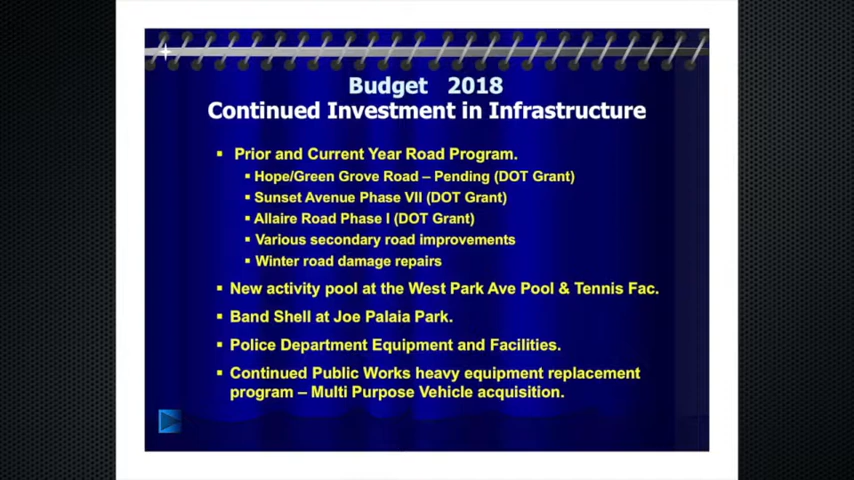 Budget 2018
Continued Investment in Infrastructure
▪ Prior and Current Year Road Program.
▪ Hope/Green Grove Road – Pending (DOT Grant)
▪ Sunset Avenue Phase VII (DOT Grant)
▪ Allaire Road Phase I (DOT Grant)
▪ Various secondary road improvements
▪ Winter road damage repairs
▪ New activity pool at the West Park Ave Pool & Tennis Fac.
▪ Band Shell at Joe Palaia Park.
▪ Police Department Equipment and Facilities.
▪ Continued Public Works heavy equipment replacement
program – Multi Purpose Vehicle acquisition.